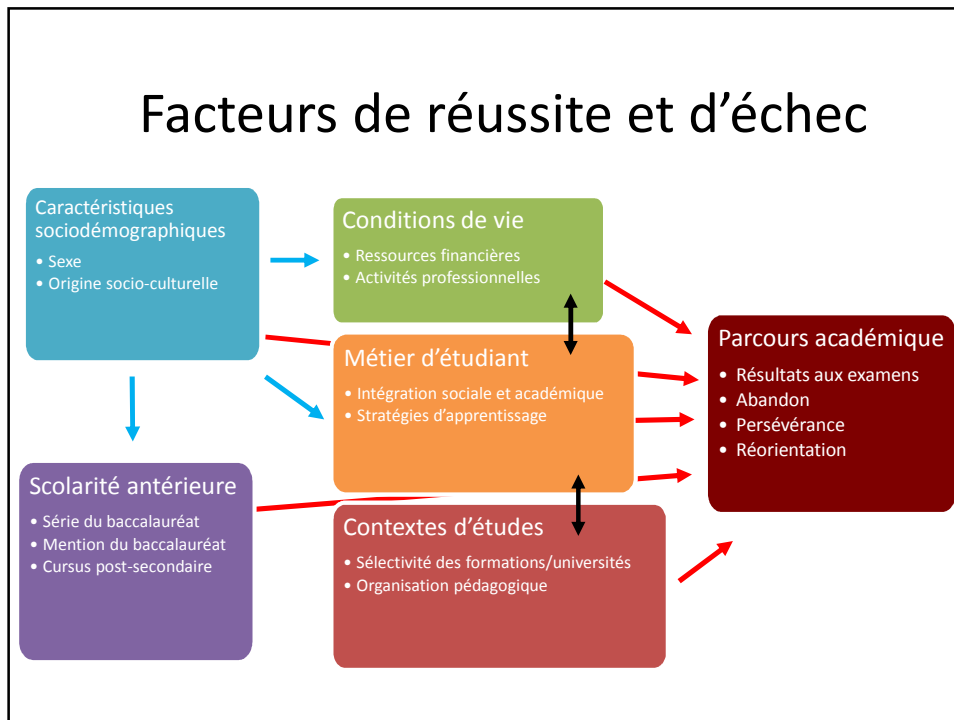 Facteurs de réussite et d’échec
Caractéristiques
sociodémographiques
• Sexe
• Origine socio-culturelle
Conditions de vie
• Ressources financières
• Activités professionnelles
Métier d’étudiant
• Intégration sociale et académique
• Stratégies d’apprentissage
Parcours académique
• Résultats aux examens
• Abandon
• Persévérance
• Réorientation
Scolarité antérieure
• Série du baccalauréat
• Mention du baccalauréat
• Cursus post-secondaire
Contextes d’études
• Sélectivité des formations/universités
• Organisation pédagogique